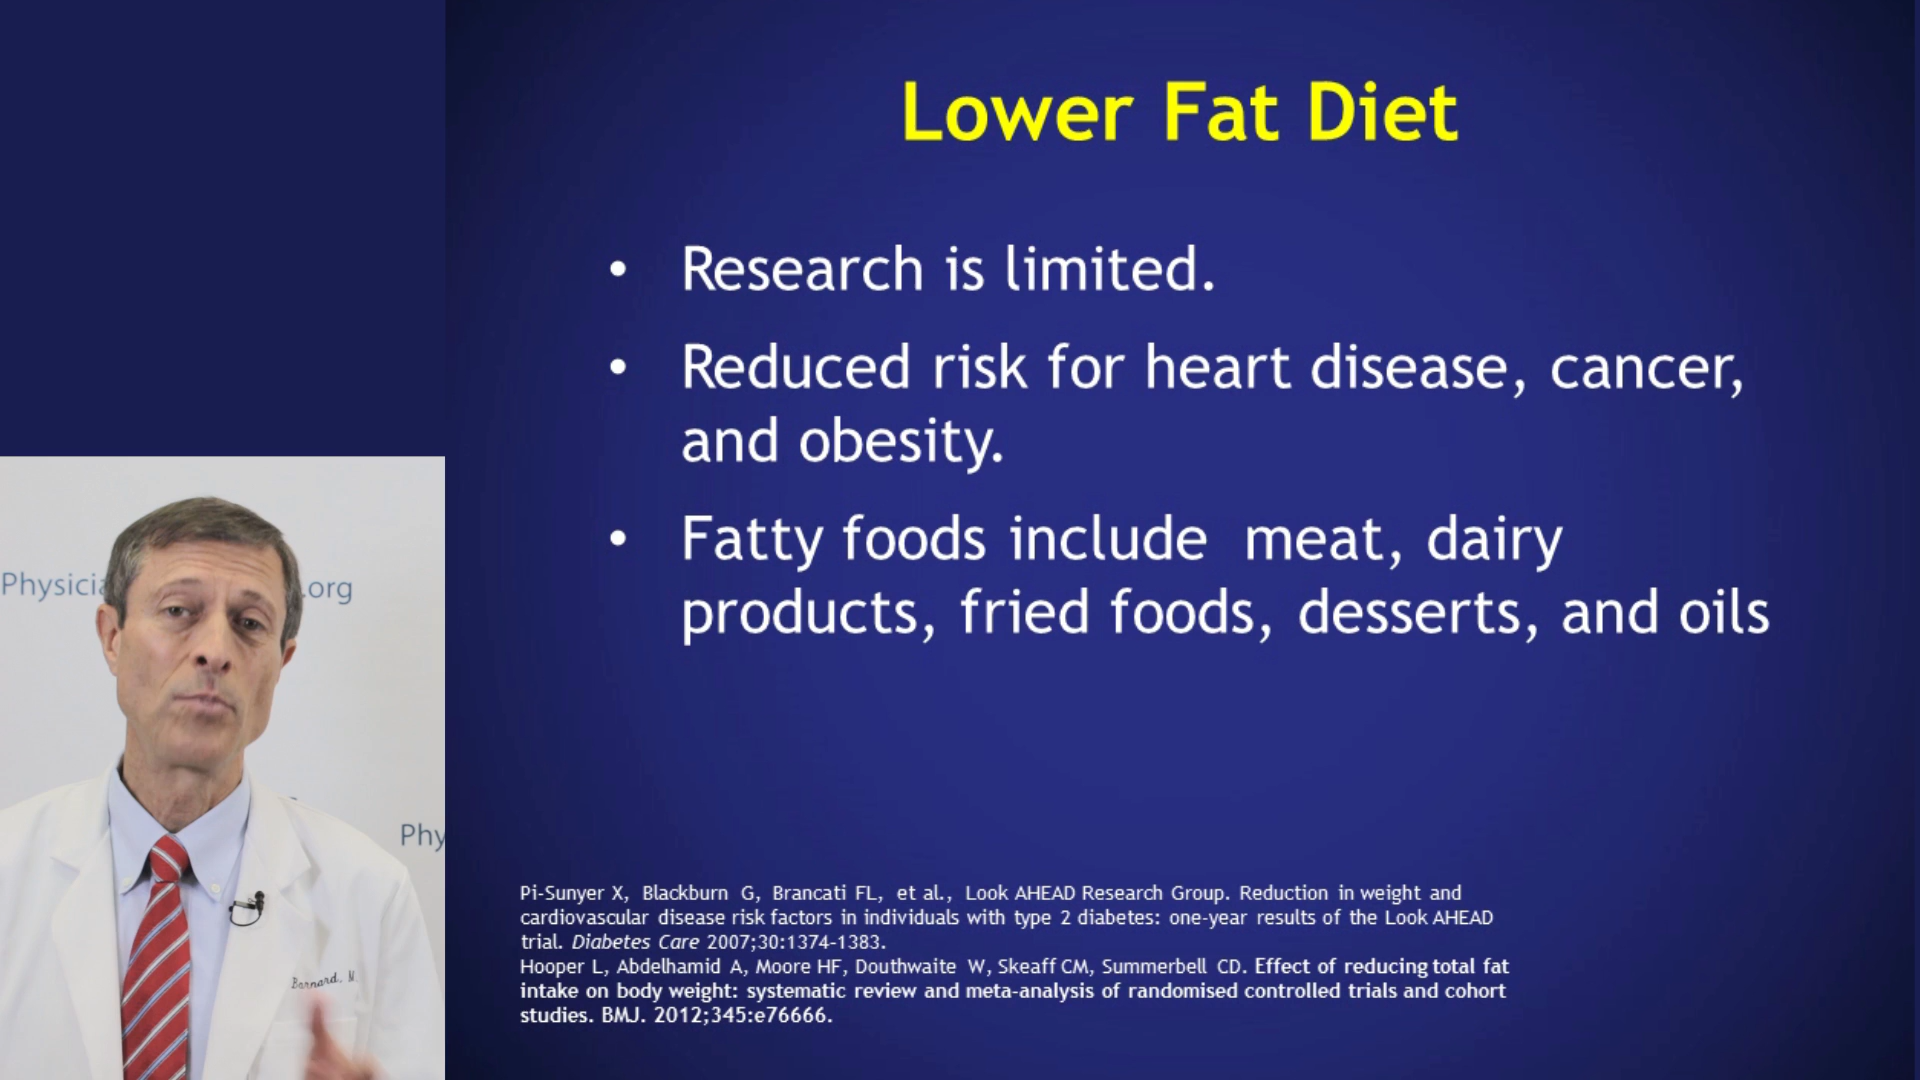 Lower Fat Diet
• Research is limited.
• Reduced risk for heart disease, cancer,
and obesity.
• Fatty foods include meat, dairy
products, fried foods, desserts, and oils
Physicia
.org
Phy
Barnard, M.
Pi-Sunyer X, Blackburn G, Brancati FL, et al., Look AHEAD Research Group. Reduction in weight and
cardiovascular disease risk factors in individuals with type 2 diabetes: one-year results of the Look AHEAD
trial. Diabetes Care 2007;30:1374-1383.
Hooper L, Abdelhamid A, Moore HF, Douthwaite W, Skeaff CM, Summerbell CD. Effect of reducing total fat
intake on body weight: systematic review and meta-analysis of randomised controlled trials and cohort
studies. BMJ. 2012;345:e76666.